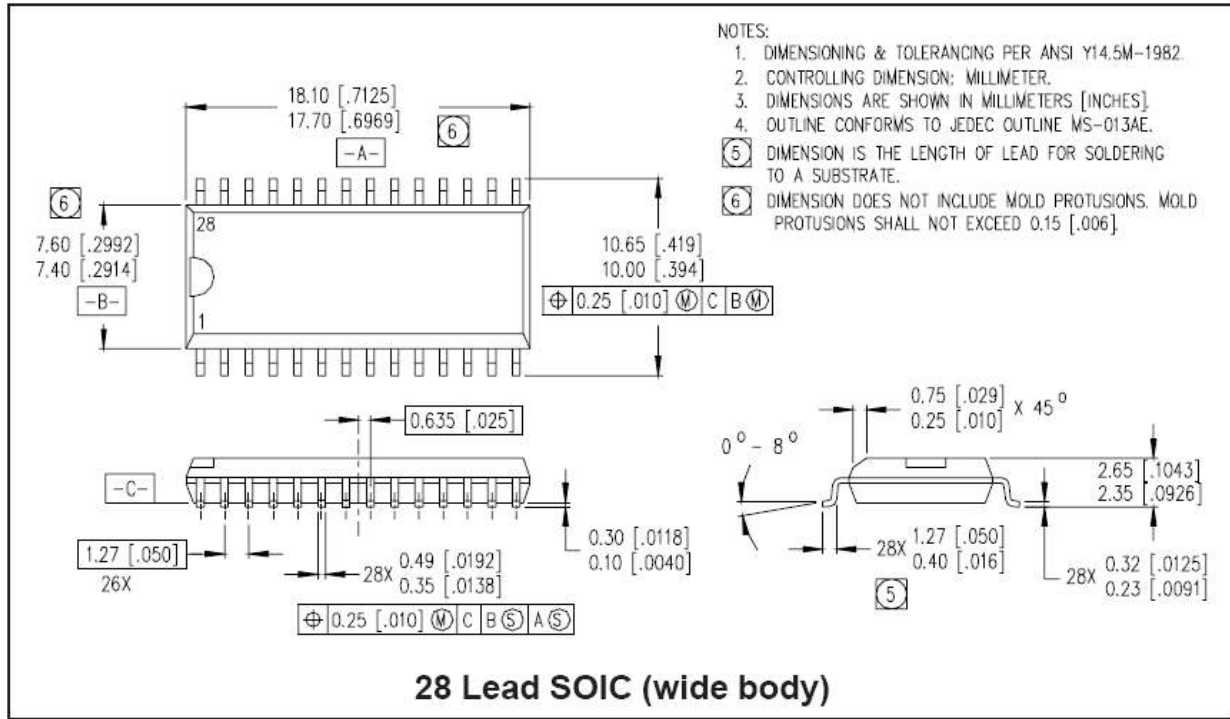 NOTES:
1. DIMENSIONING & TOLERANCING PER ANSI Y14.5M-1982.
2. CONTROLLING DIMENSION: MILLIMETER.
3. DIMENSIONS ARE SHOWN IN MILLIMETERS [INCHES].
4. OUTLINE CONFORMS TO JEDEC OUTLINE MS-013AE.
5 DIMENSION IS THE LENGTH OF LEAD FOR SOLDERING
TO A SUBSTRATE.
6 DIMENSION DOES NOT INCLUDE MOLD PROTUSIONS. MOLD
PROTUSIONS SHALL NOT EXCEED 0.15 [.006].
18.10 [.7125]
17.70 [.6969]
6
-A-
6
7.60 [.2992]
7.40 [.2914]
-B-
28
1
10.65 [.419]
10.00 [.394]
⌖ 0.25 [.010] Ⓜ C B Ⓜ
0.635 [.025]
-C-
1.27 [.050]
26X
28X 0.49 [.0192]
0.35 [.0138]
⌖ 0.25 [.010] Ⓜ C B Ⓢ A Ⓢ
0.30 [.0118]
0.10 [.0040]
0.75 [.029]
0.25 [.010] X 45°
0° - 8°
2.65 [.1043]
2.35 [.0926]
28X 1.27 [.050]
0.40 [.016]
5
28X 0.32 [.0125]
0.23 [.0091]
28 Lead SOIC (wide body)